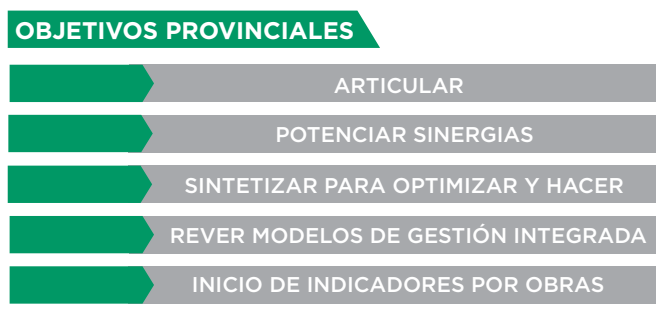 OBJETIVOS PROVINCIALES
ARTICULAR
POTENCIAR SINERGIAS
SINTETIZAR PARA OPTIMIZAR Y HACER
REVER MODELOS DE GESTIÓN INTEGRADA
INICIO DE INDICADORES POR OBRAS